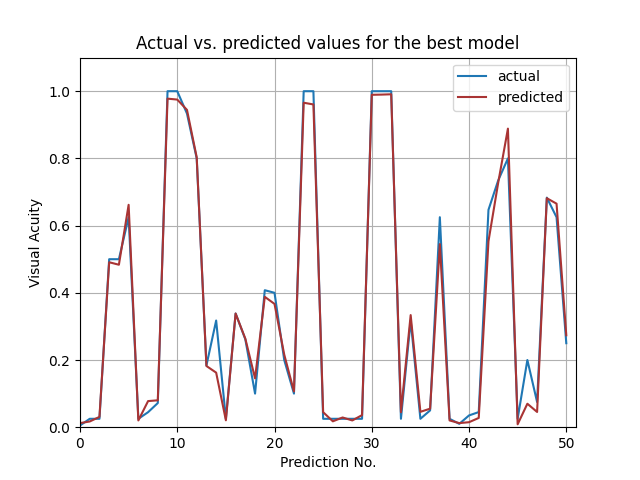 Actual vs. predicted values for the best model
actual
predicted
1.0
0.8
0.6
0.4
0.2
0.0
Visual Acuity
0 10 20 30 40 50
Prediction No.